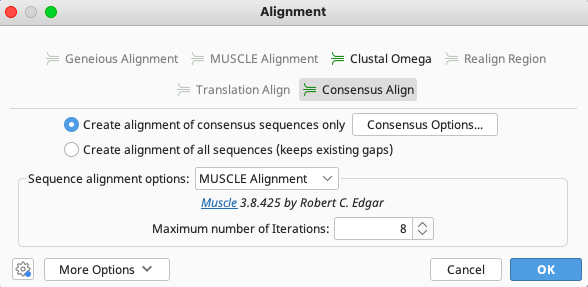 Alignment
Geneious Alignment MUSCLE Alignment Clustal Omega Realign Region
Translation Align Consensus Align
Create alignment of consensus sequences only Consensus Options...
Create alignment of all sequences (keeps existing gaps)
Sequence alignment options: MUSCLE Alignment
Muscle 3.8.425 by Robert C. Edgar
Maximum number of Iterations: 8
More Options Cancel OK